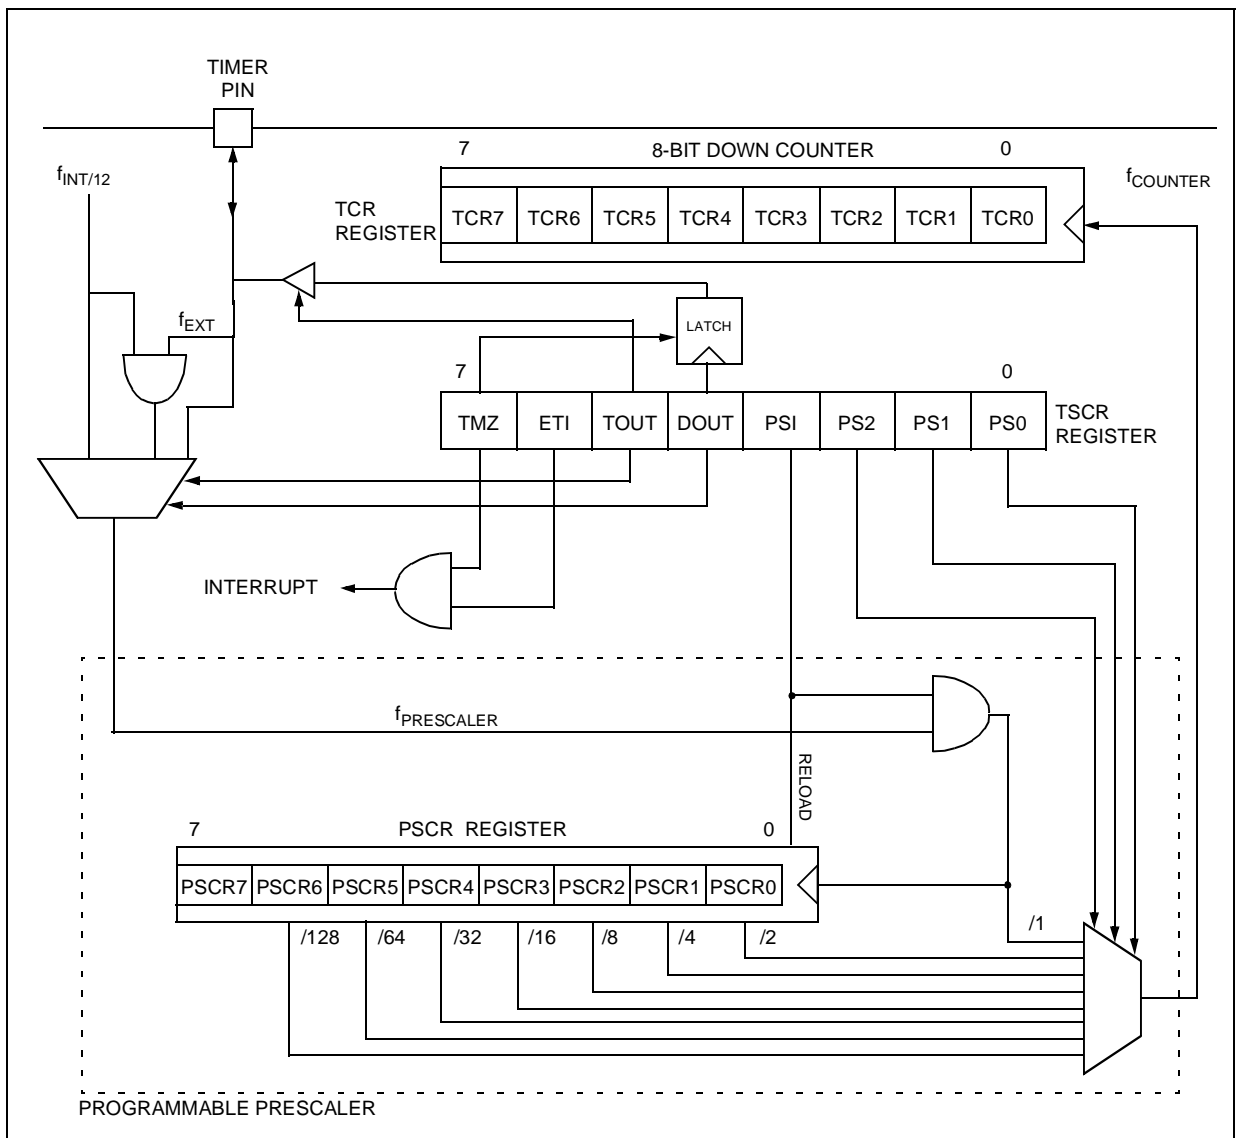 TIMER
PIN
7 8-BIT DOWN COUNTER 0
fINT/12
fCOUNTER
TCR
REGISTER
TCR7 TCR6 TCR5 TCR4 TCR3 TCR2 TCR1 TCR0
fEXT
LATCH
7 0
TMZ ETI TOUT DOUT PSI PS2 PS1 PS0
TSCR
REGISTER
INTERRUPT
fPRESCALER
RELOAD
7 PSCR REGISTER 0
PSCR7 PSCR6 PSCR5 PSCR4 PSCR3 PSCR2 PSCR1 PSCR0
/128 /64 /32 /16 /8 /4 /2 /1
PROGRAMMABLE PRESCALER